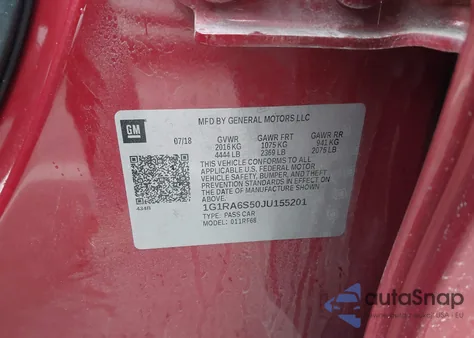 GM
MFD BY GENERAL MOTORS LLC
07/18 GVWR GAWR FRT GAWR RR
2016 KG 1075 KG 941 KG
4444 LB 2369 LB 2075 LB
THIS VEHICLE CONFORMS TO ALL
APPLICABLE U.S. FEDERAL MOTOR
VEHICLE SAFETY, BUMPER, AND THEFT
PREVENTION STANDARDS IN EFFECT ON
THE DATE OF MANUFACTURE SHOWN
ABOVE.
1G1RA6S50JU155201
TYPE: PASS CAR
MODEL: 011RF68
autoSnap